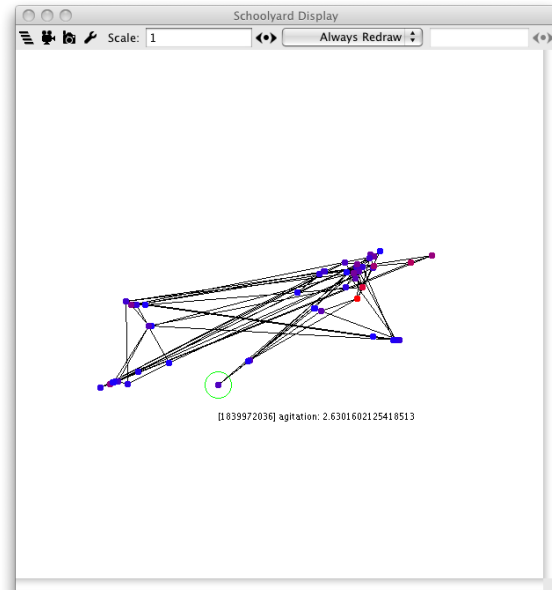 Schoolyard Display
Scale: 1 Always Redraw
[1839972036] agitation: 2.6301602125418513